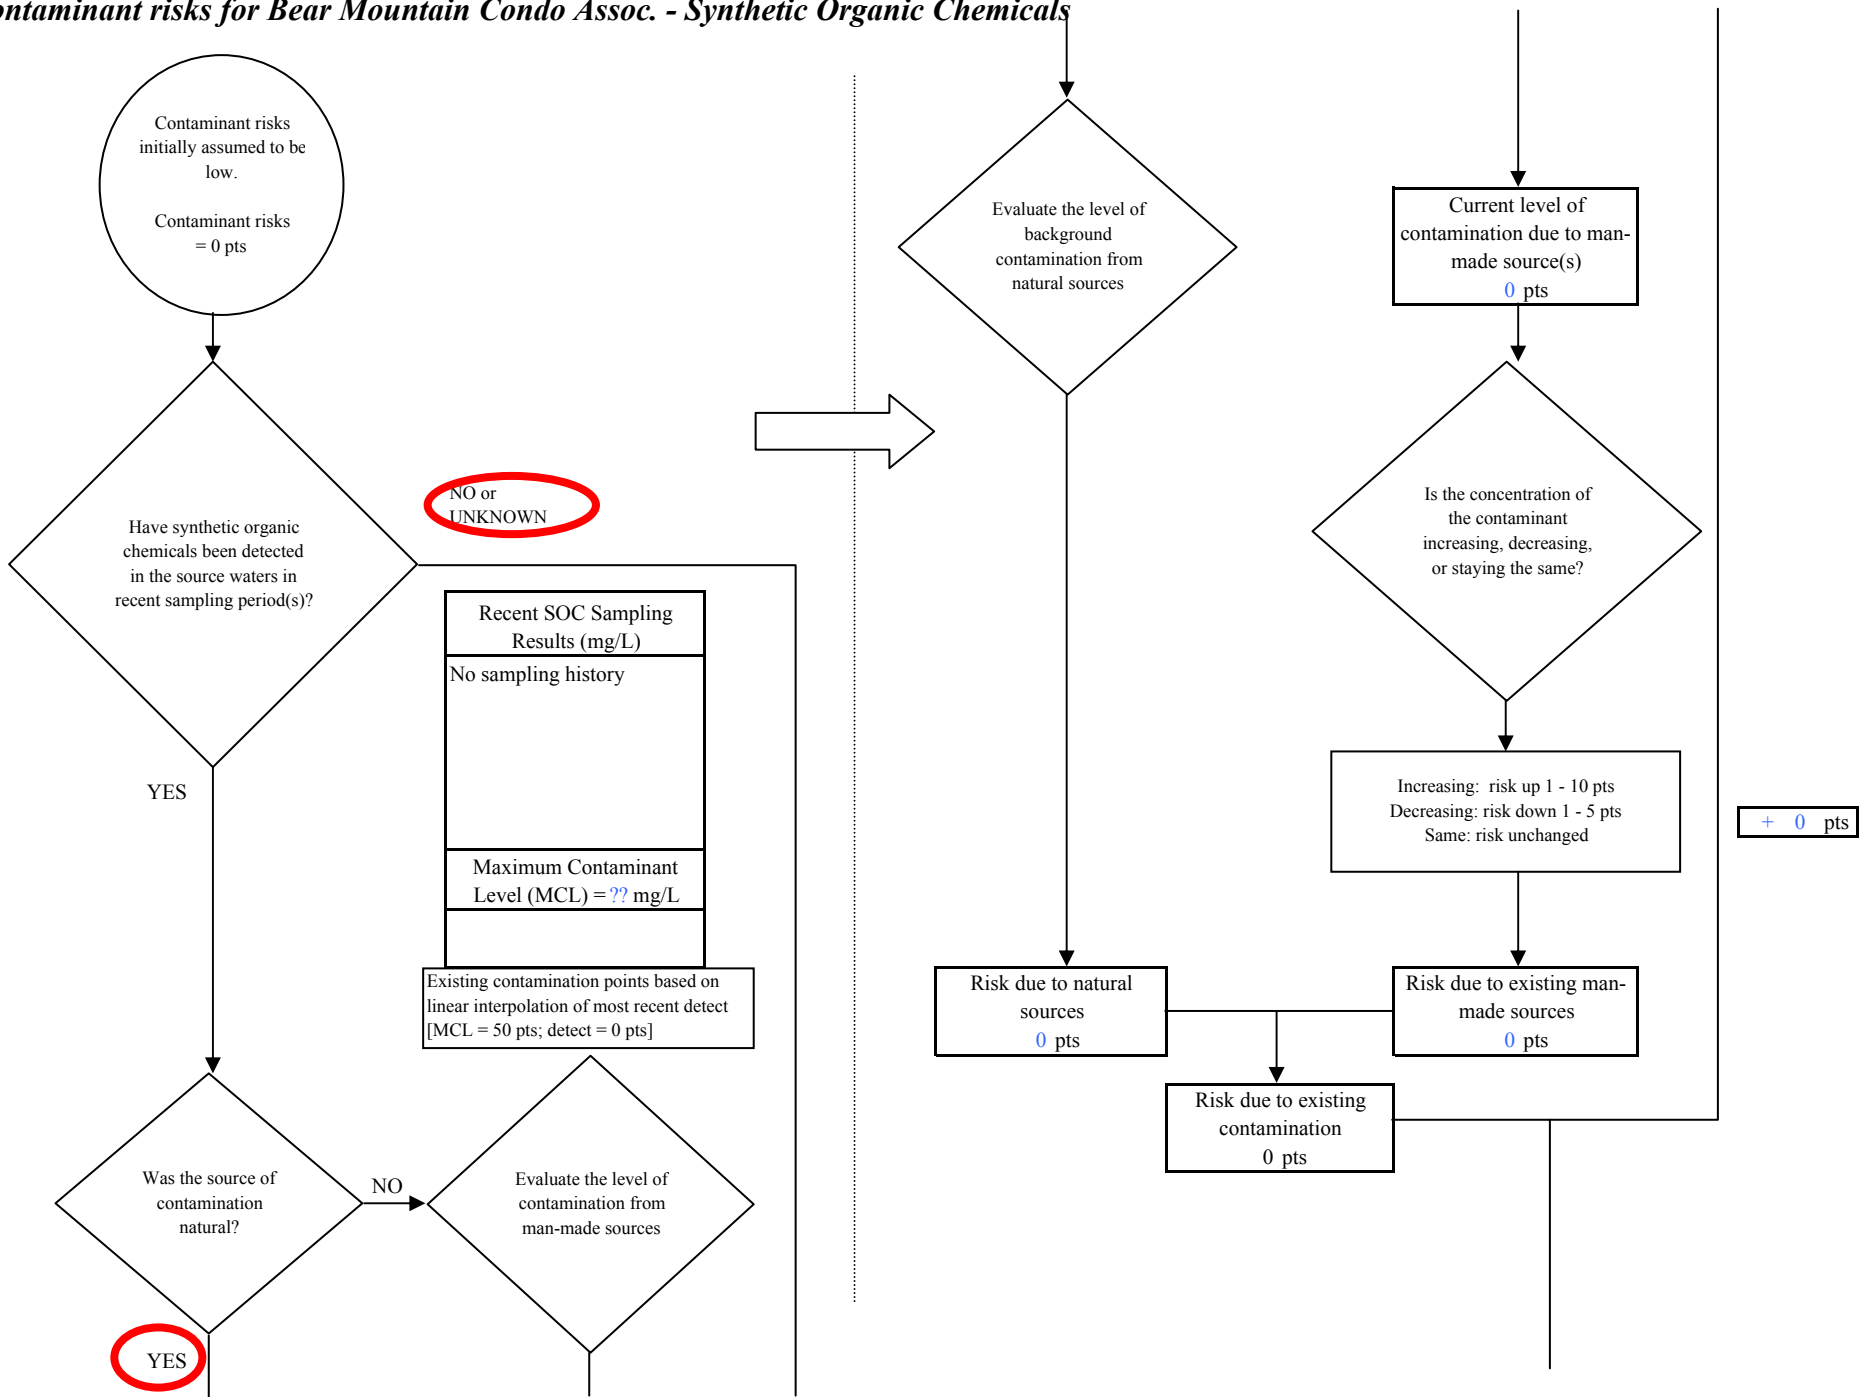 ontaminant risks for Bear Mountain Condo Assoc. - Synthetic Organic Chemicals
Contaminant risks
initially assumed to be
low.
Contaminant risks
= 0 pts
Have synthetic organic
chemicals been detected
in the source waters in
recent sampling period(s)?
NO or
UNKNOWN
YES
Recent SOC Sampling
Results (mg/L)
No sampling history
Maximum Contaminant
Level (MCL) = ?? mg/L
Existing contamination points based on
linear interpolation of most recent detect
[MCL = 50 pts; detect = 0 pts]
Was the source of
contamination
natural?
NO
YES
Evaluate the level of
contamination from
man-made sources
Evaluate the level of
background
contamination from
natural sources
Current level of
contamination due to man-
made source(s)
0 pts
Is the concentration of
the contaminant
increasing, decreasing,
or staying the same?
Increasing: risk up 1 - 10 pts
Decreasing: risk down 1 - 5 pts
Same: risk unchanged
+ 0 pts
Risk due to natural
sources
0 pts
Risk due to existing man-
made sources
0 pts
Risk due to existing
contamination
0 pts